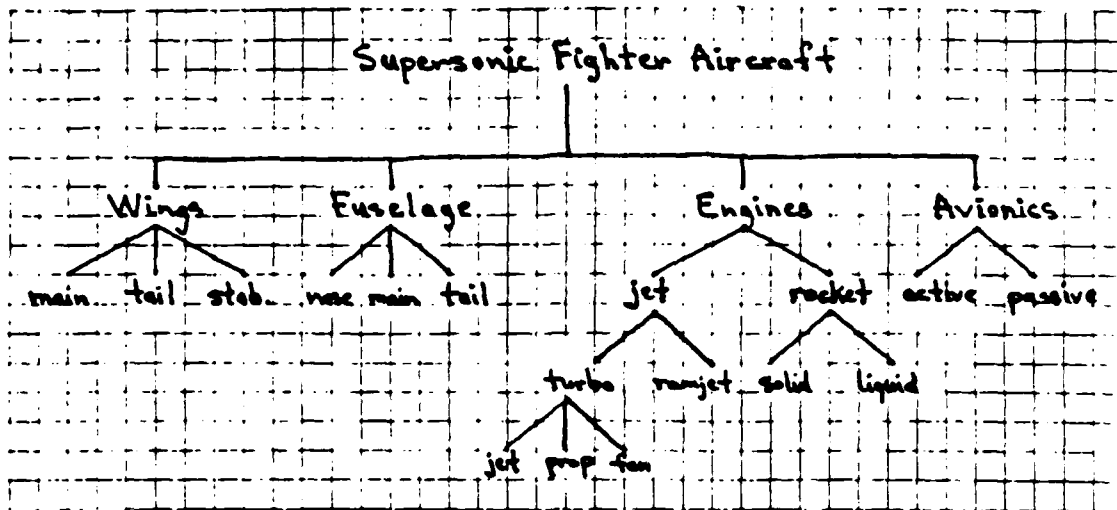 Supersonic Fighter Aircraft
Wings Fuselage Engines Avionics
main tail stab. nose main tail jet rocket active passive
turbo ramjet solid liquid
jet prop fan